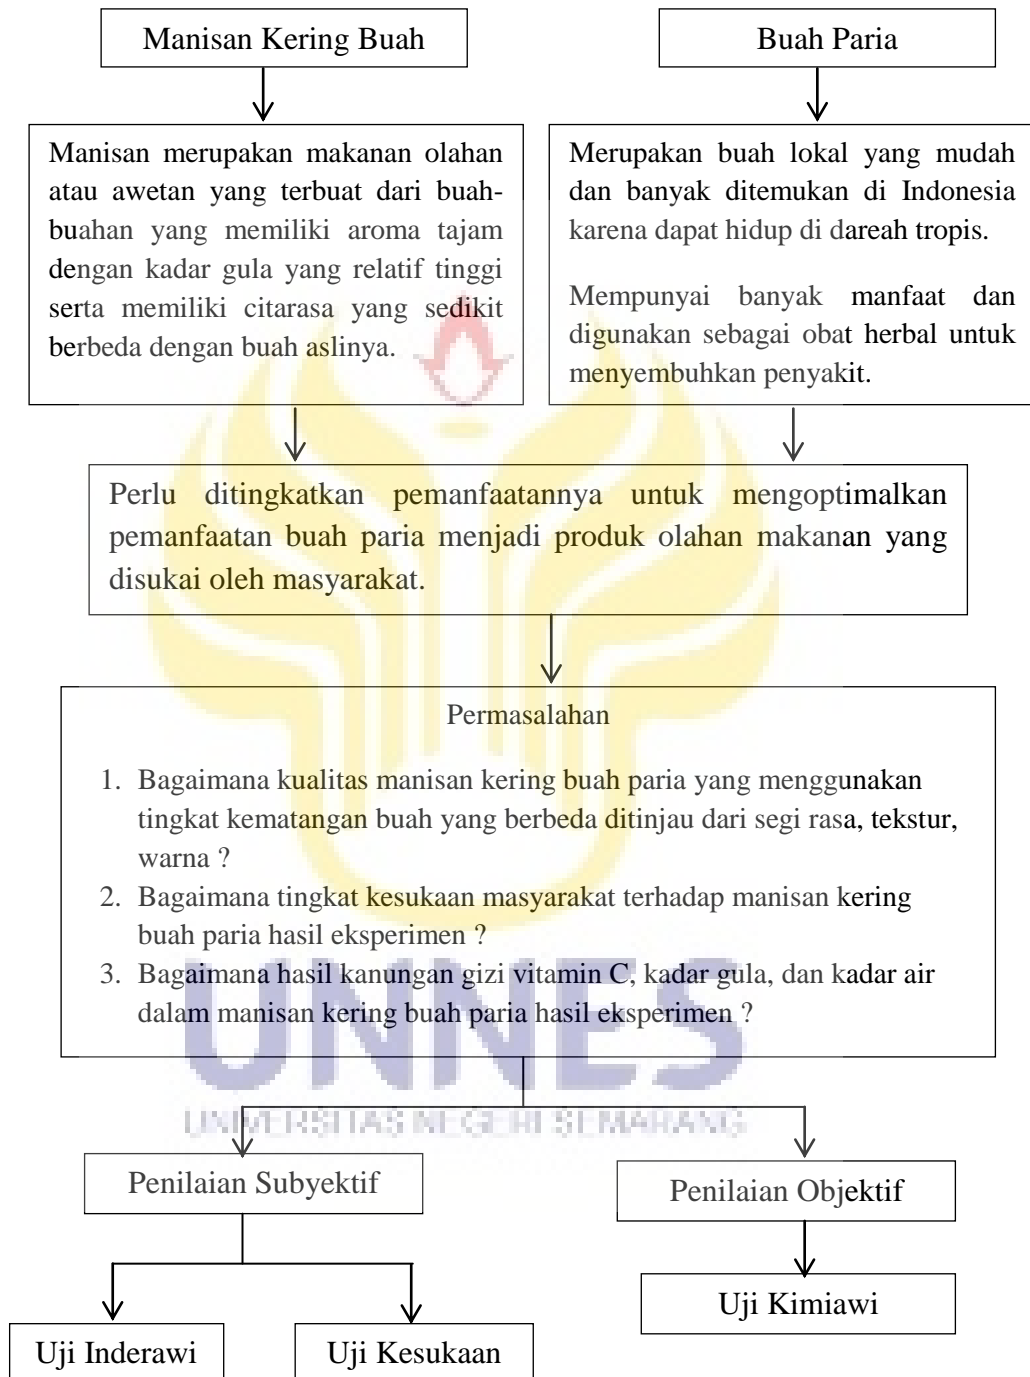 Manisan Kering Buah
Buah Paria
Manisan merupakan makanan olahan
atau awetan yang terbuat dari buah-
buahan yang memiliki aroma tajam
dengan kadar gula yang relatif tinggi
serta memiliki citarasa yang sedikit
berbeda dengan buah aslinya.
Merupakan buah lokal yang mudah
dan banyak ditemukan di Indonesia
karena dapat hidup di dareah tropis.
Mempunyai banyak manfaat dan
digunakan sebagai obat herbal untuk
menyembuhkan penyakit.
Perlu ditingkatkan pemanfaatannya untuk mengoptimalkan
pemanfaatan buah paria menjadi produk olahan makanan yang
disukai oleh masyarakat.
Permasalahan
1. Bagaimana kualitas manisan kering buah paria yang menggunakan
tingkat kematangan buah yang berbeda ditinjau dari segi rasa, tekstur,
warna ?
2. Bagaimana tingkat kesukaan masyarakat terhadap manisan kering
buah paria hasil eksperimen ?
3. Bagaimana hasil kanungan gizi vitamin C, kadar gula, dan kadar air
dalam manisan kering buah paria hasil eksperimen ?
UNNES
UNIVERSITAS NEGERI SEMARANG
Penilaian Subyektif
Penilaian Objektif
Uji Kimiawi
Uji Inderawi
Uji Kesukaan